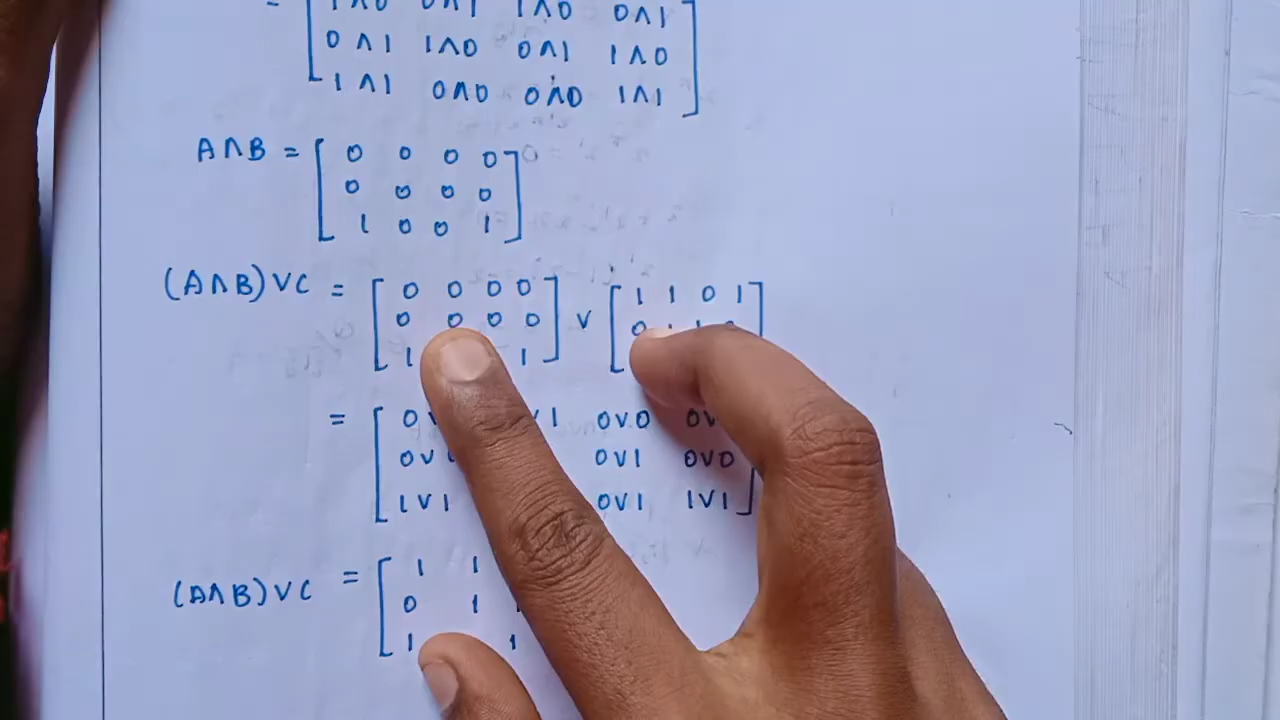 = [ 1∧0 0∧1 1∧0 0∧1
0∧1 1∧0 0∧1 1∧0
1∧1 0∧0 0∧0 1∧1 ]
A∧B = [ 0 0 0 0
0 0 0 0
1 0 0 1 ]
(A∧B)∨C = [ 0 0 0 0 ∨ [ 1 1 0 1
0 0 0 0 0
1 1 ]
= [ 0 1 0∨0 0∨
0∨ 0∨1 0∨0
1∨1 0∨1 1∨1 ]
(A∧B)∨C = [ 1 1
0 1
1 1